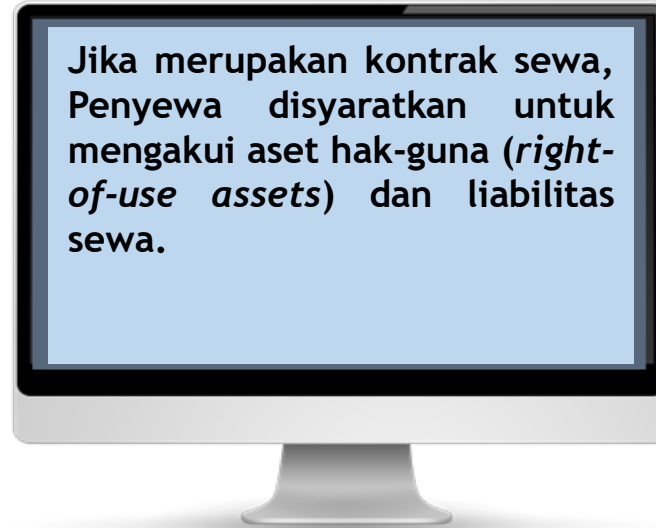 Jika merupakan kontrak sewa,
Penyewa disyaratkan untuk
mengakui aset hak-guna (right-
of-use assets) dan liabilitas
sewa.